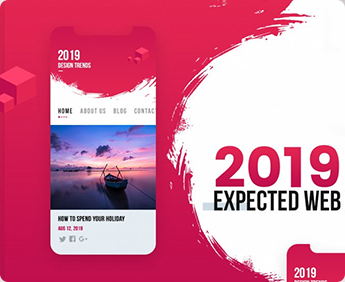 2019
DESIGN TRENDS
HOME ABOUT US BLOG CONTAC
HOW TO SPEND YOUR HOLIDAY
AUG 12, 2019
2019
EXPECTED WEB
2019
DESIGN TRENDS